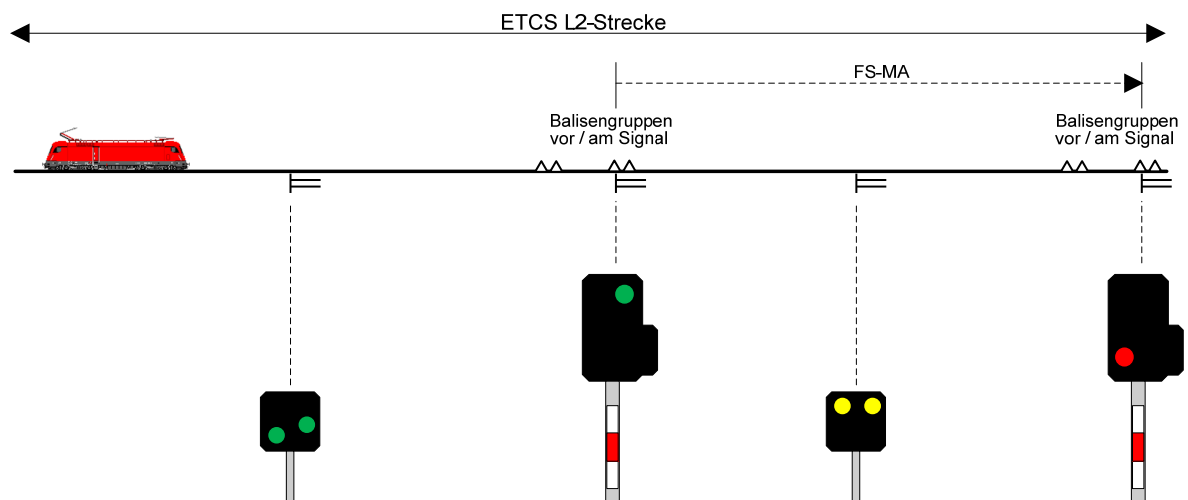 ETCS L2-Strecke
FS-MA
Balisengruppen
vor / am Signal
Balisengruppen
vor / am Signal